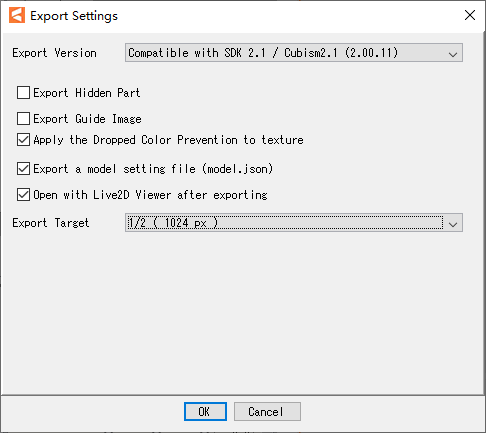 Export Settings
Export Version Compatible with SDK 2.1 / Cubism2.1 (2.00.11)
Export Hidden Part
Export Guide Image
Apply the Dropped Color Prevention to texture
Export a model setting file (model.json)
Open with Live2D Viewer after exporting
Export Target 1/2 ( 1024 px )
OK Cancel